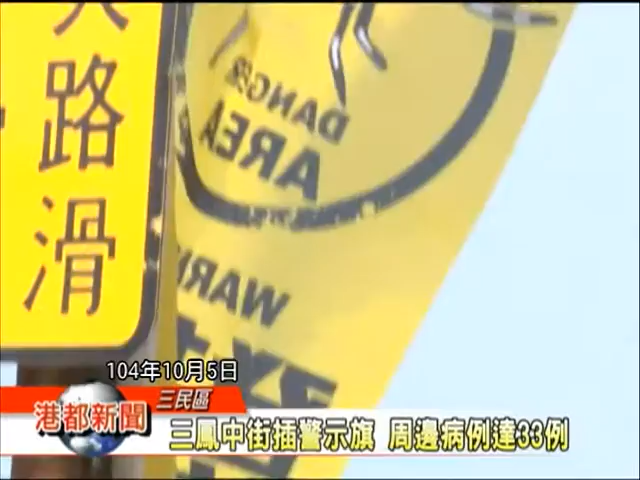 路滑
DANGER
AREA
WARN
104年10月5日
三民區
港都新聞
三鳳中街插警示旗 周邊病例達33例